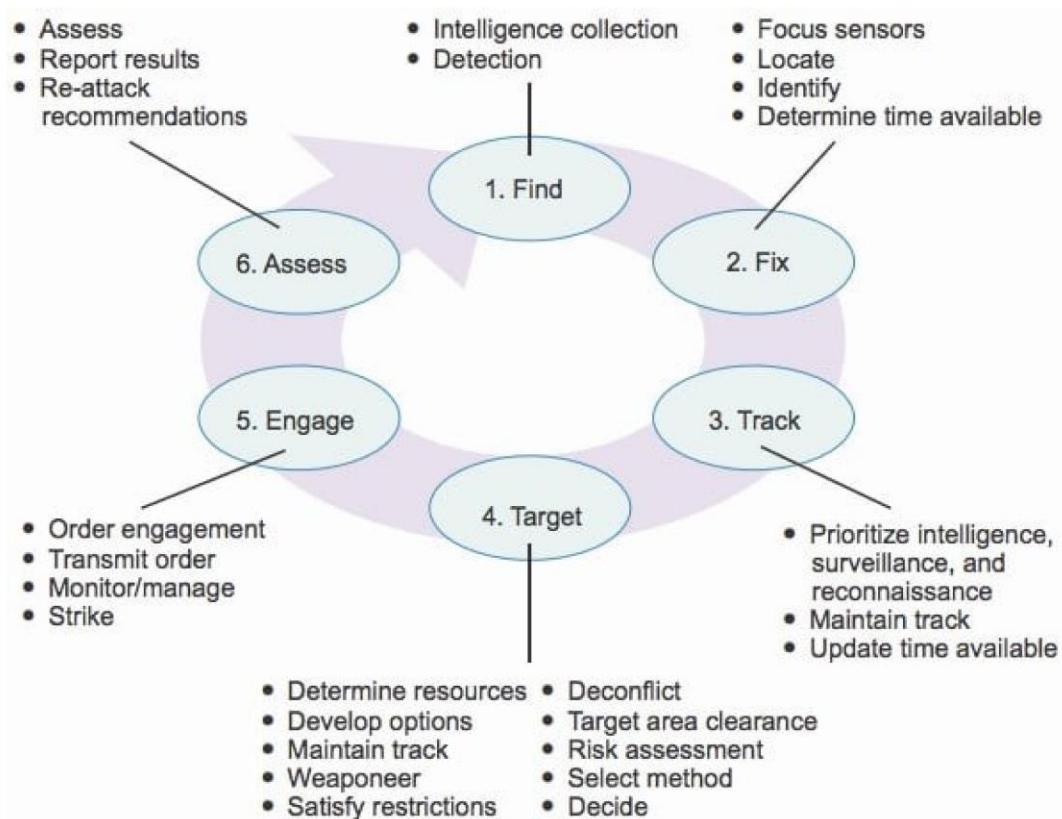 • Assess
• Report results
• Re-attack
recommendations
• Intelligence collection
• Detection
• Focus sensors
• Locate
• Identify
• Determine time available
1. Find
2. Fix
3. Track
4. Target
5. Engage
6. Assess
• Prioritize intelligence,
surveillance, and
reconnaissance
• Maintain track
• Update time available
• Determine resources
• Develop options
• Maintain track
• Weaponeer
• Satisfy restrictions
• Deconflict
• Target area clearance
• Risk assessment
• Select method
• Decide
• Order engagement
• Transmit order
• Monitor/manage
• Strike